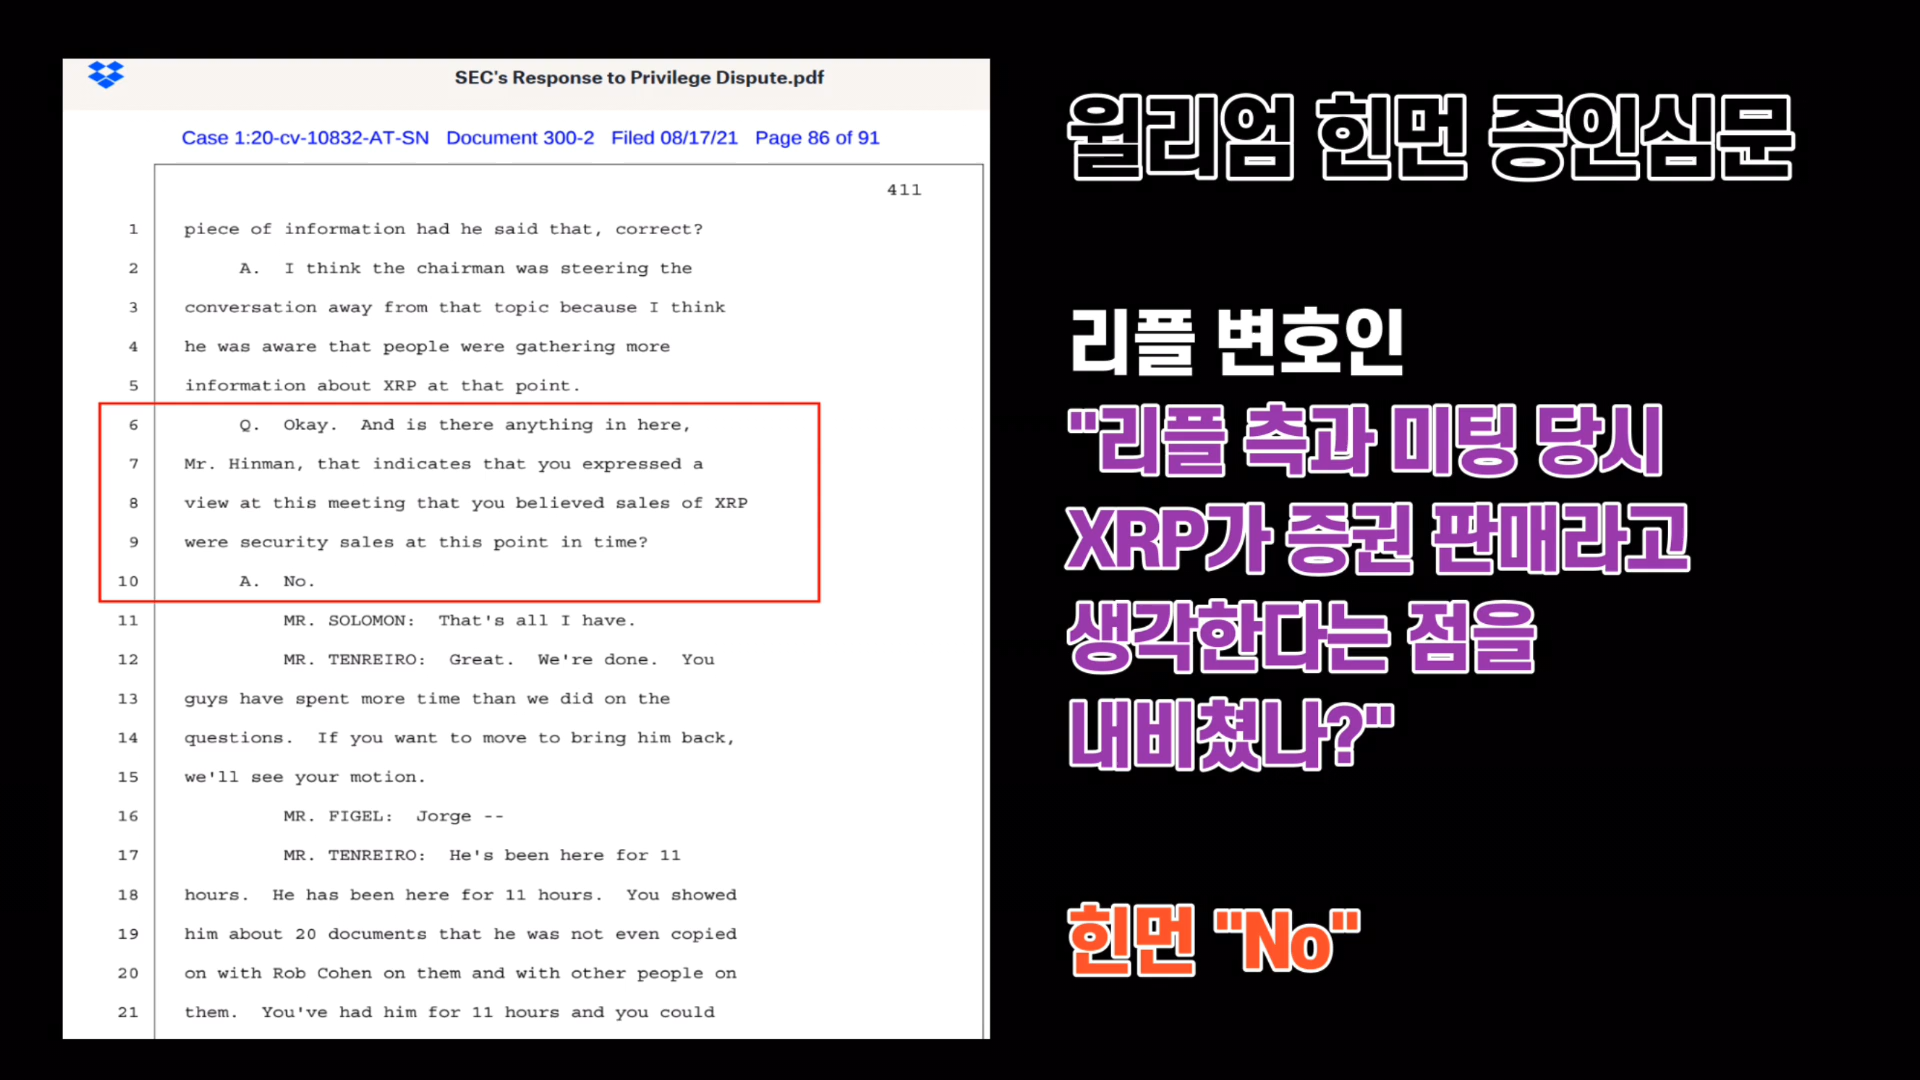 SEC's Response to Privilege Dispute.pdf
Case 1:20-cv-10832-AT-SN Document 300-2 Filed 08/17/21 Page 86 of 91
411
1 piece of information had he said that, correct?
2 A. I think the chairman was steering the
3 conversation away from that topic because I think
4 he was aware that people were gathering more
5 information about XRP at that point.
6 Q. Okay. And is there anything in here,
7 Mr. Hinman, that indicates that you expressed a
8 view at this meeting that you believed sales of XRP
9 were security sales at this point in time?
10 A. No.
11 MR. SOLOMON: That's all I have.
12 MR. TENREIRO: Great. We're done. You
13 guys have spent more time than we did on the
14 questions. If you want to move to bring him back,
15 we'll see your motion.
16 MR. FIGEL: Jorge --
17 MR. TENREIRO: He's been here for 11
18 hours. He has been here for 11 hours. You showed
19 him about 20 documents that he was not even copied
20 on with Rob Cohen on them and with other people on
21 them. You've had him for 11 hours and you could
윌리엄 힌먼 증인심문
리플 변호인
"리플 측과 미팅 당시
XRP가 증권 판매라고
생각한다는 점을
내비쳤나?"
힌먼 "No"